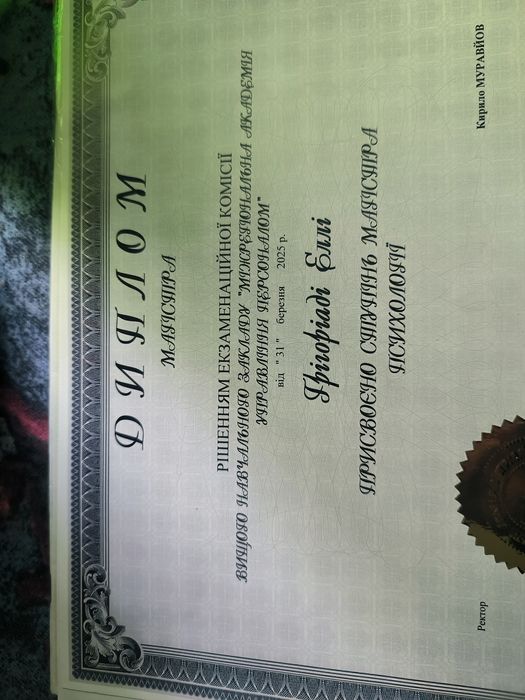 ДИПЛОМ
МАГІСТРА
РІШЕННЯМ ЕКЗАМЕНАЦІЙНОЇ КОМІСІЇ
ВИЩОГО НАВЧАЛЬНОГО ЗАКЛАДУ "МІЖРЕГІОНАЛЬНА АКАДЕМІЯ
УПРАВЛІННЯ ПЕРСОНАЛОМ"
від "31" березня 2025 р.
Грігоріаді Еллі
ПРИСВОЄНО СТУПІНЬ МАГІСТРА
ПСИХОЛОГІЇ
Ректор Кирило МУРАВЙОВ